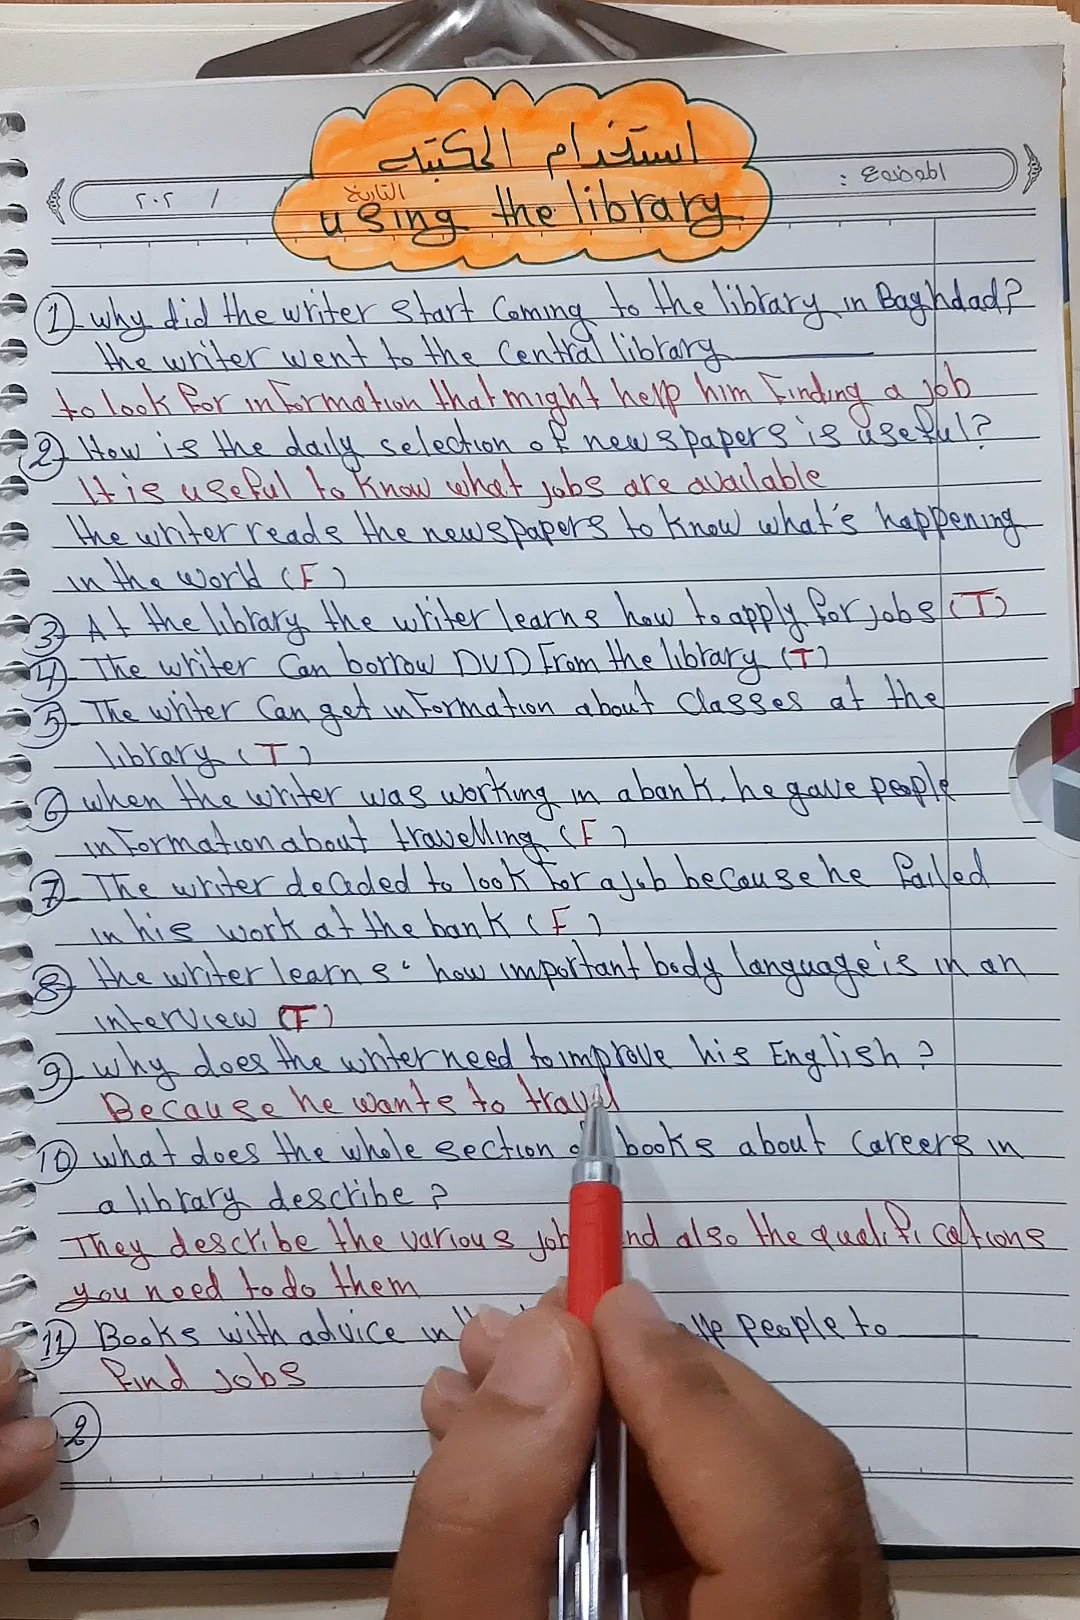 استخدام المكتبه
الموضوع :
التاريخ
/ ٢٠٢
using the library
1) why did the writer start Coming to the library in Baghdad?
the writer went to the Central library
to look for information that might help him Finding a job
2) How is the daily selection of newspapers is useful?
It is useful to Know what jobs are available
the writer reads the newspapers to Know what's happening
in the world (F)
3) At the library the writer learns how to apply for jobs (T)
4) The writer Can borrow DVD From the library (T)
5) The writer Can get information about Classes at the
library (T)
6) when the writer was working in a bank. he gave people
information about travelling (F)
7) The writer decided to look for a job because he failed
in his work at the bank (F)
8) the writer learns how important body language is in an
interview (T)
9) why does the writer need to improve his English?
Because he wants to travel
10) what does the whole section of books about Careers in
a library describe?
They describe the various and also the qualifications
you need to do them
11) Books with advice in people to
find jobs
2